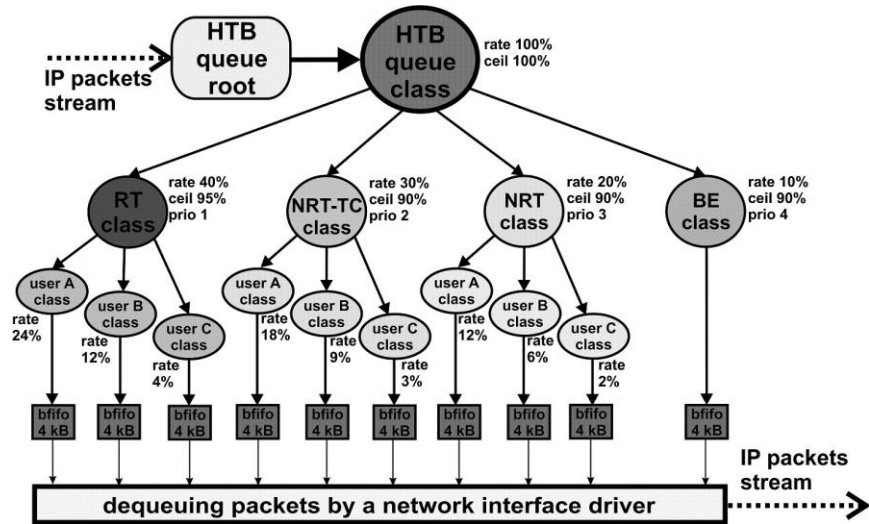 HTB
queue
root
HTB
queue
class
rate 100%
ceil 100%
IP packets
stream
RT
class
rate 40%
ceil 95%
prio 1
NRT-TC
class
rate 30%
ceil 90%
prio 2
NRT
class
rate 20%
ceil 90%
prio 3
BE
class
rate 10%
ceil 90%
prio 4
user A
class
rate
24%
user B
class
rate
12%
user C
class
rate
4%
user A
class
rate
18%
user B
class
rate
9%
user C
class
rate
3%
user A
class
rate
12%
user B
class
rate
6%
user C
class
rate
2%
bfifo
4 kB
bfifo
4 kB
bfifo
4 kB
bfifo
4 kB
bfifo
4 kB
bfifo
4 kB
bfifo
4 kB
bfifo
4 kB
bfifo
4 kB
bfifo
4 kB
dequeuing packets by a network interface driver
IP packets
stream